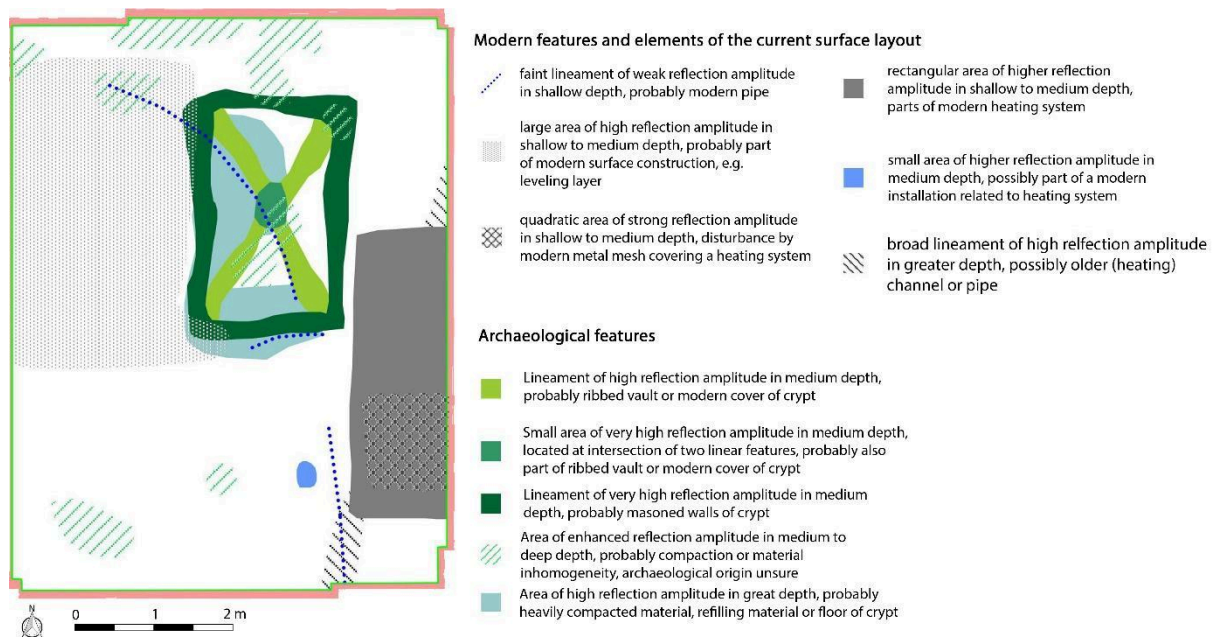 Modern features and elements of the current surface layout
faint lineament of weak reflection amplitude
in shallow depth, probably modern pipe
large area of high reflection amplitude in
shallow to medium depth, probably part
of modern surface construction, e.g.
leveling layer
quadratic area of strong reflection amplitude
in shallow to medium depth, disturbance by
modern metal mesh covering a heating system
rectangular area of higher reflection
amplitude in shallow to medium depth,
parts of modern heating system
small area of higher reflection amplitude in
medium depth, possibly part of a modern
installation related to heating system
broad lineament of high relfection amplitude
in greater depth, possibly older (heating)
channel or pipe
Archaeological features
Lineament of high reflection amplitude in medium depth,
probably ribbed vault or modern cover of crypt
Small area of very high reflection amplitude in medium depth,
located at intersection of two linear features, probably also
part of ribbed vault or modern cover of crypt
Lineament of very high reflection amplitude in medium
depth, probably masoned walls of crypt
Area of enhanced reflection amplitude in medium to
deep depth, probably compaction or material
inhomogeneity, archaeological origin unsure
Area of high reflection amplitude in great depth, probably
heavily compacted material, refilling material or floor of crypt
N
0 1 2 m